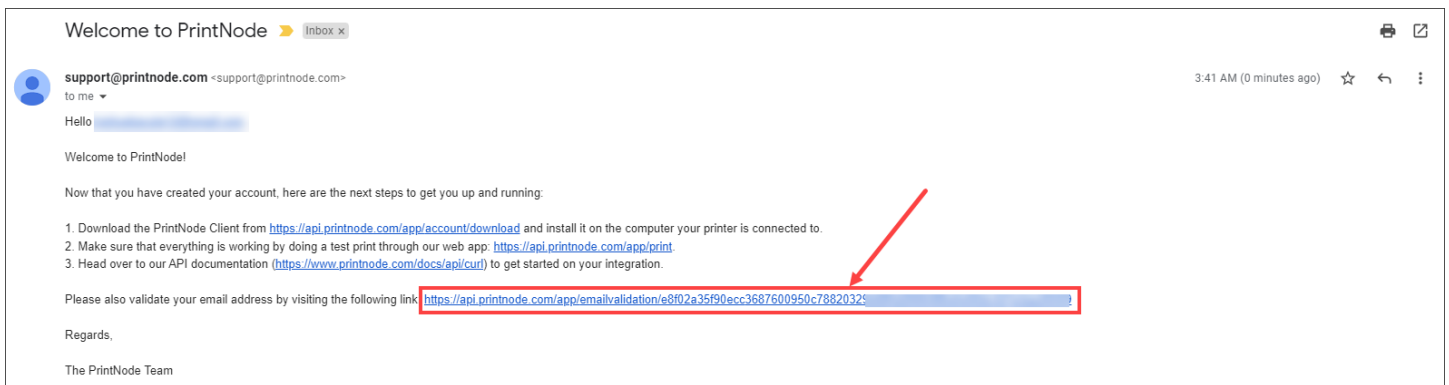 Welcome to PrintNode Inbox x
support@printnode.com <support@printnode.com> 3:41 AM (0 minutes ago)
to me
Hello
Welcome to PrintNode!
Now that you have created your account, here are the next steps to get you up and running:
1. Download the PrintNode Client from https://api.printnode.com/app/account/download and install it on the computer your printer is connected to.
2. Make sure that everything is working by doing a test print through our web app: https://api.printnode.com/app/print.
3. Head over to our API documentation (https://www.printnode.com/docs/api/curl) to get started on your integration.
Please also validate your email address by visiting the following link https://api.printnode.com/app/emailvalidation/e8f02a35f90ecc3687600950c78820329
Regards,
The PrintNode Team